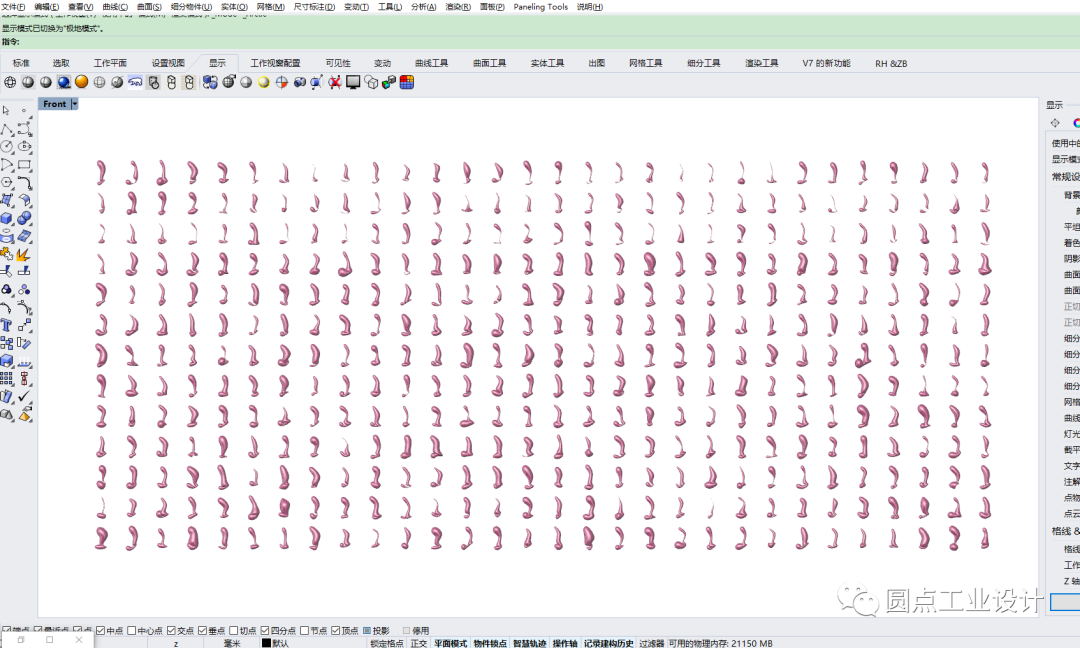 文件(F) 编辑(E) 查看(V) 曲线(C) 曲面(S) 细分物件(U) 实体(O) 网格(M) 尺寸标注(D) 变动(T) 工具(L) 分析(A) 渲染(R) 面板(P) Paneling Tools 说明(H)
显示模式已切换为"极地模式"。
指令:
标准 选取 工作平面 设置视图 显示 工作视窗配置 可见性 变动 曲线工具 曲面工具 实体工具 出图 网格工具 细分工具 渲染工具 V7 的新功能 RH &ZB
Front
显示
使用中的
显示模式
常规设
背景
平坦
着色
阴影
曲面
曲面
正切
正切
细分
细分
细分
细分
网格
曲线
灯光
截平
文字
注解
点物
点云
格线 &
格线
工作
Z 轴
圆点工业设计
端点 最近点 点 中点 中心点 交点 垂点 切点 四分点 节点 顶点 投影 停用
z 毫米 默认 锁定格点 正交 平面模式 物件锁点 智慧轨迹 操作轴 记录建构历史 过滤器 可用的物理内存: 21150 MB